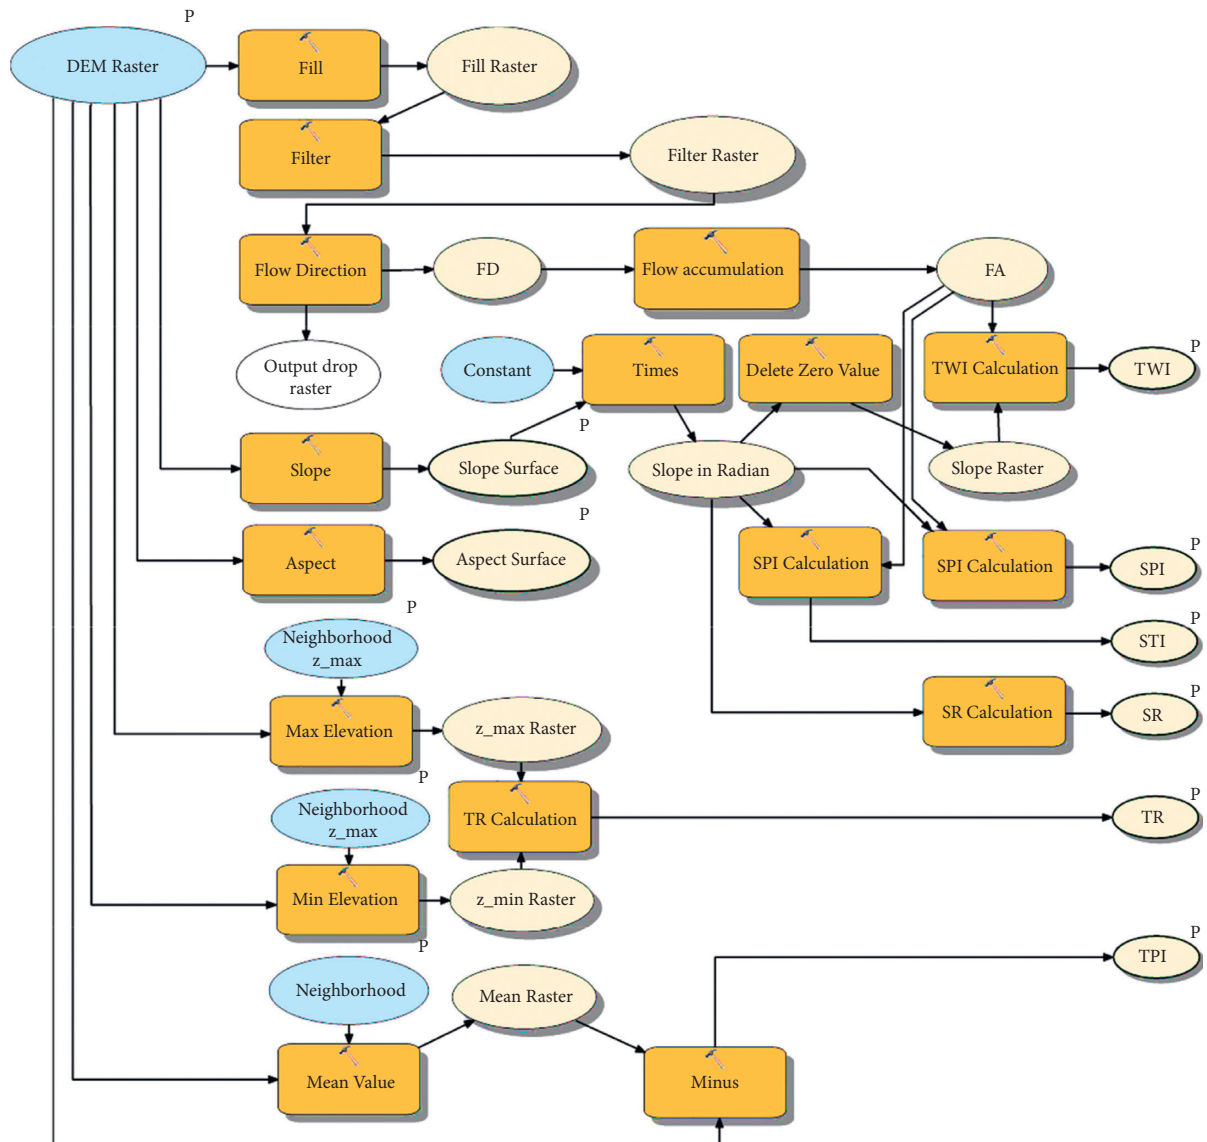 P
DEM Raster
Fill
Fill Raster
Filter
Filter Raster
Flow Direction
FD
Flow accumulation
FA
Output drop
raster
Constant
Times
Delete Zero Value
TWI Calculation
P
TWI
P
Slope
Slope Surface
Slope in Radian
Slope Raster
P
Aspect
Aspect Surface
SPI Calculation
SPI Calculation
P
SPI
P
STI
P
Neighborhood
z_max
Max Elevation
z_max Raster
SR Calculation
P
SR
P
Neighborhood
z_max
TR Calculation
P
TR
Min Elevation
z_min Raster
P
Neighborhood
Mean Raster
P
TPI
Mean Value
Minus